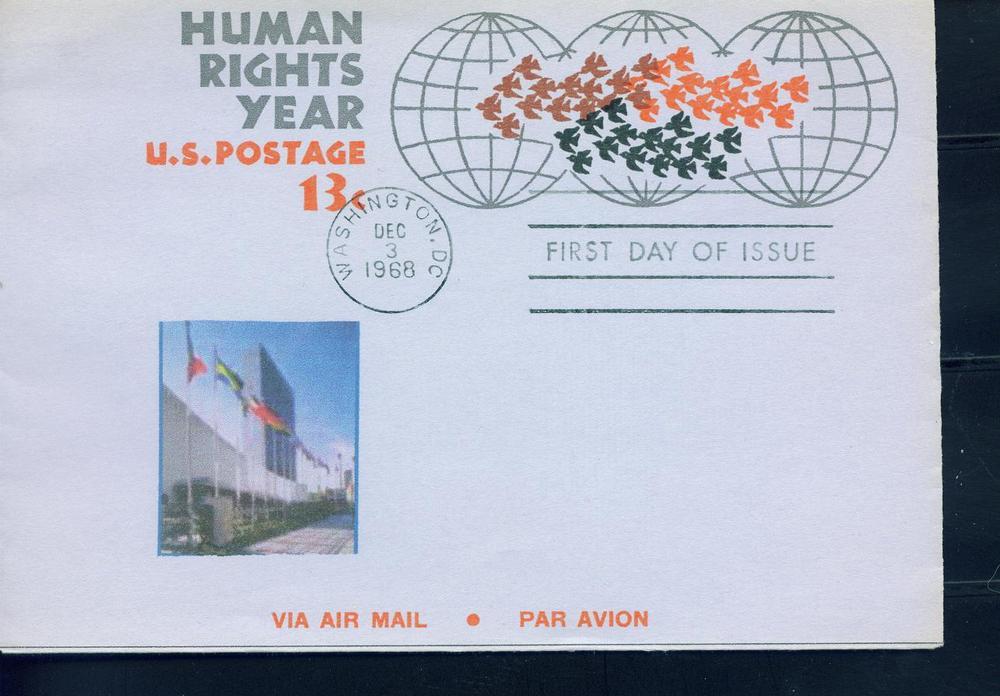 HUMAN
RIGHTS
YEAR
U.S. POSTAGE
13c
WASHINGTON, DC
DEC
3
1968
FIRST DAY OF ISSUE
VIA AIR MAIL • PAR AVION